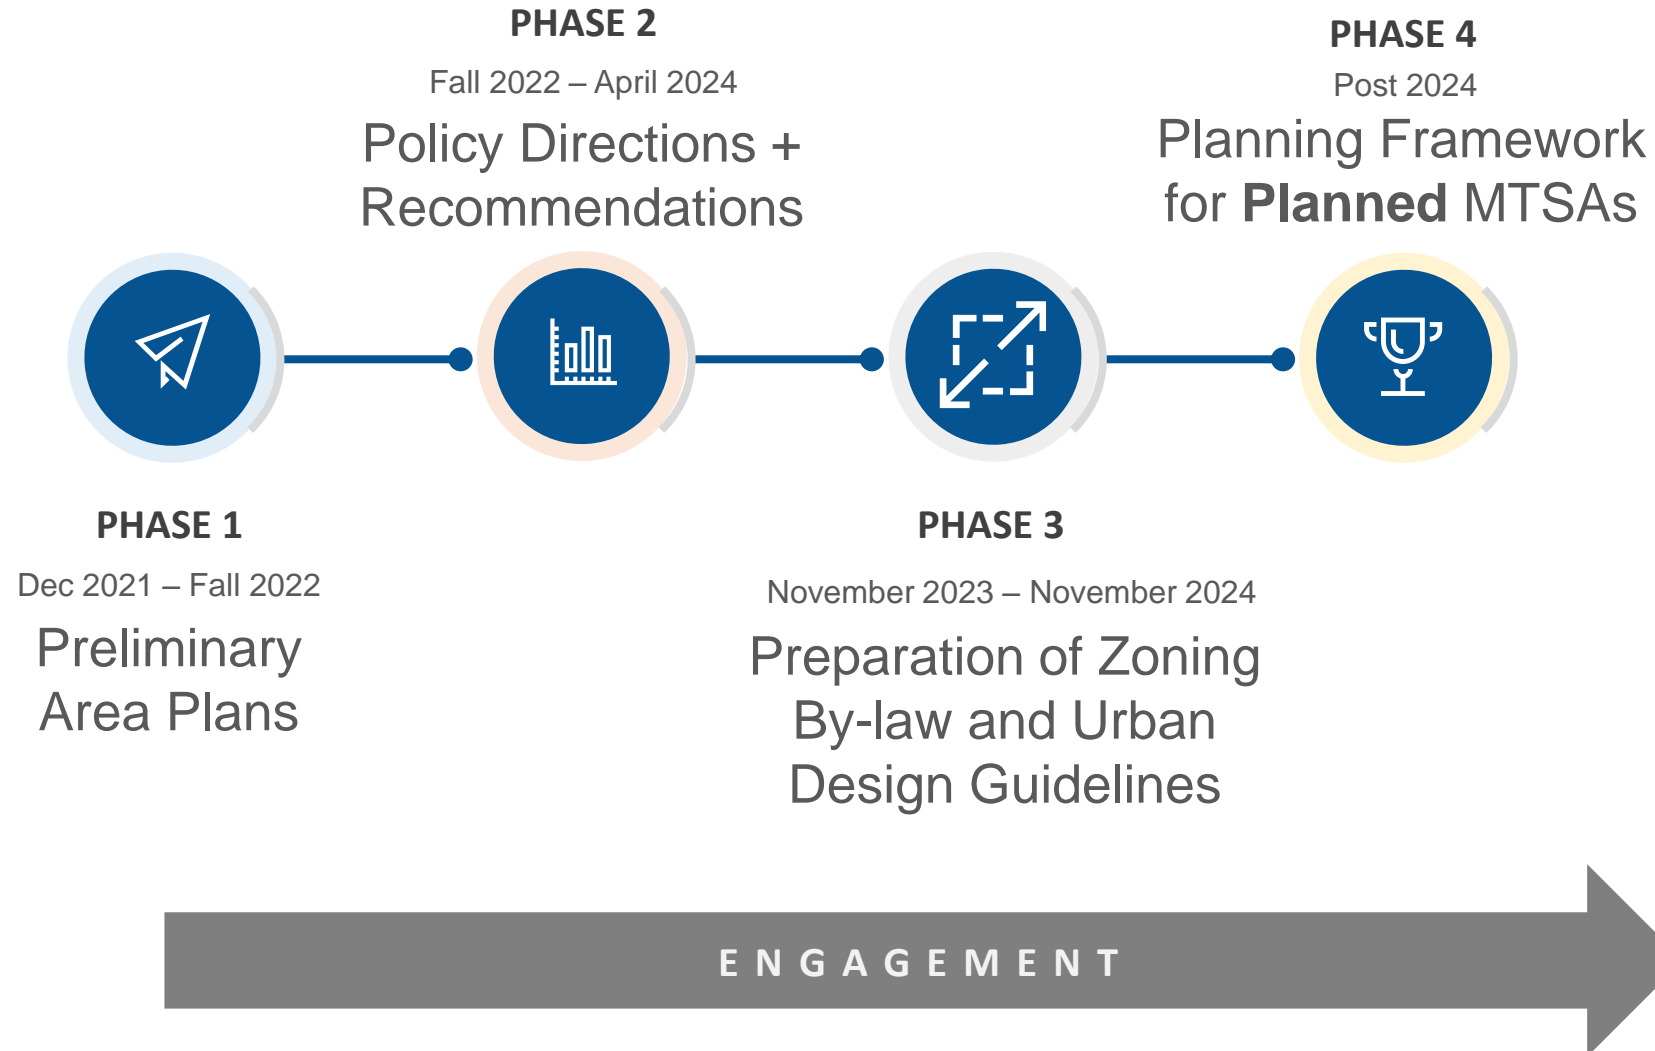 PHASE 1
Dec 2021 – Fall 2022
Preliminary
Area Plans
PHASE 2
Fall 2022 – April 2024
Policy Directions +
Recommendations
PHASE 3
November 2023 – November 2024
Preparation of Zoning
By-law and Urban
Design Guidelines
PHASE 4
Post 2024
Planning Framework
for Planned MTSAs
ENGAGEMENT